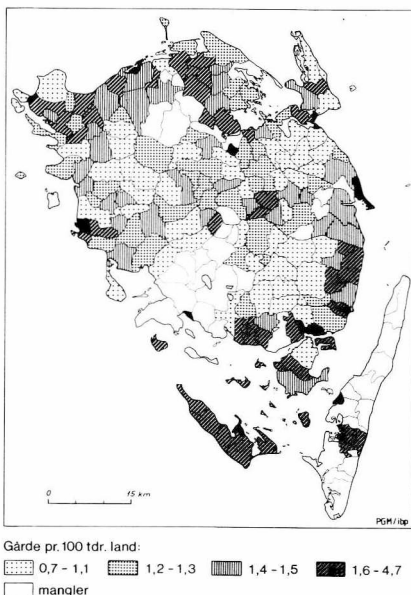 0 15 km
PGM/ibp
Gårde pr. 100 tdr. land:
0,7 - 1,1 1,2 - 1,3 1,4 - 1,5 1,6 - 4,7
mangler